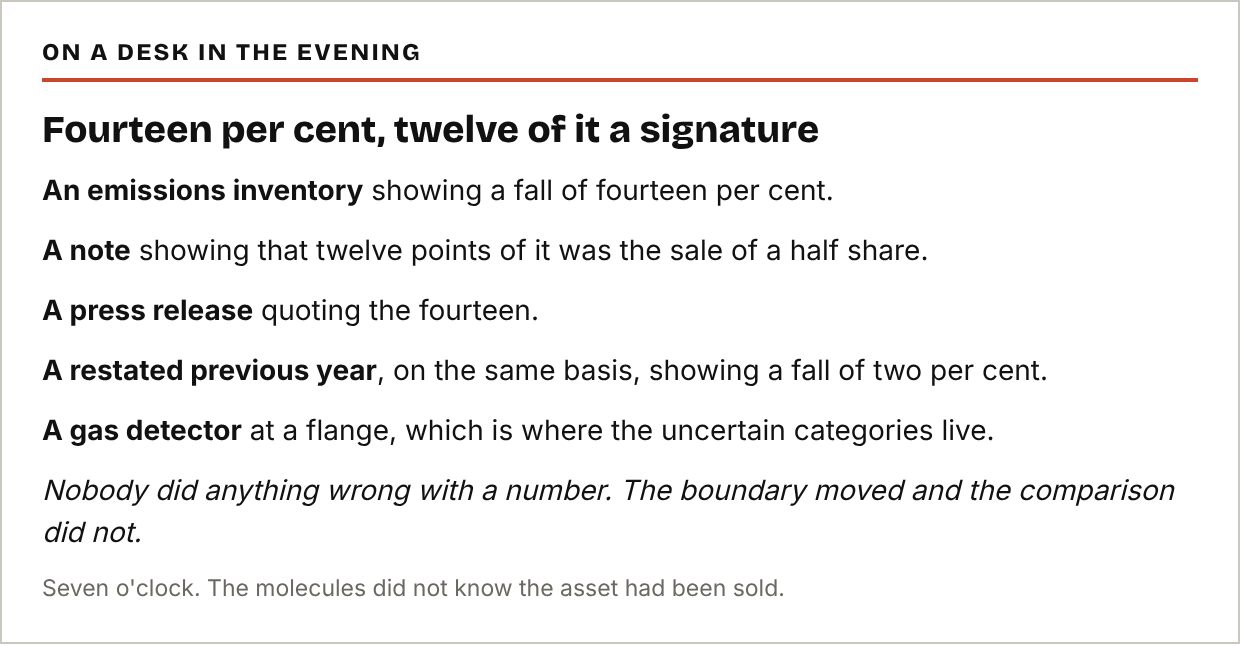 ON A DESK IN THE EVENING
Fourteen per cent, twelve of it a signature
An emissions inventory showing a fall of fourteen per cent.
A note showing that twelve points of it was the sale of a half share.
A press release quoting the fourteen.
A restated previous year, on the same basis, showing a fall of two per cent.
A gas detector at a flange, which is where the uncertain categories live.
Nobody did anything wrong with a number. The boundary moved and the comparison
did not.
Seven o'clock. The molecules did not know the asset had been sold.